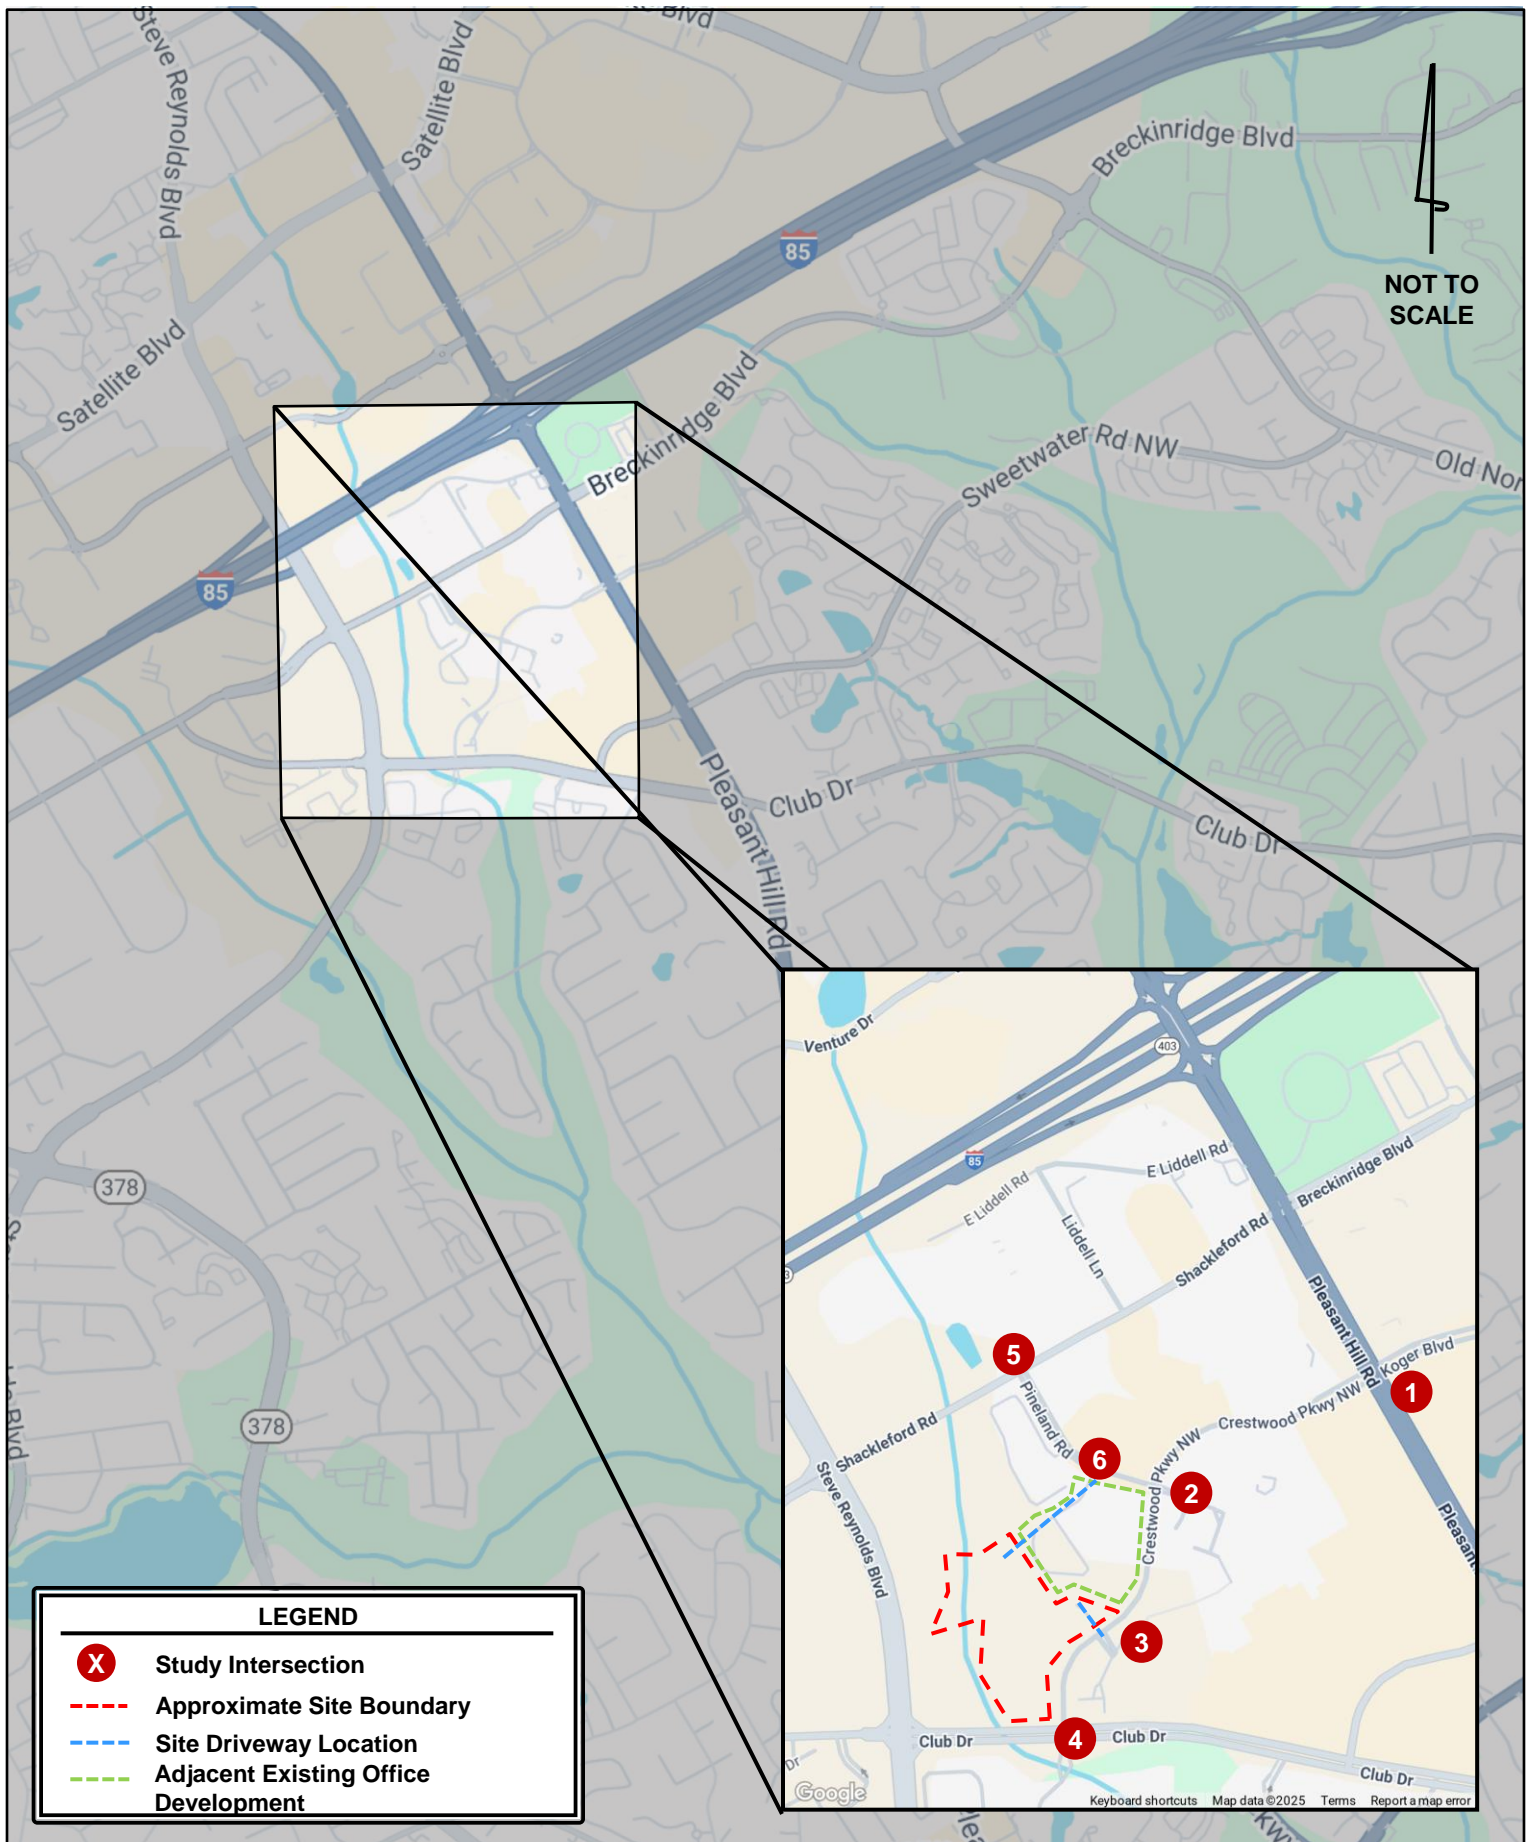 Steve Reynolds Blvd
Satellite Blvd
Blvd
Breckinridge Blvd
85
NOT TO
SCALE
Satellite Blvd
Breckinridge Blvd
Sweetwater Rd NW
Old Nor
85
Pleasant Hill Rd
Club Dr
Club Dr
378
378
Blvd
Venture Dr
403
85
E Liddell Rd
E Liddell Rd
Liddell Ln
Breckinridge Blvd
Shackleford Rd
Pleasant Hill Rd
Koger Blvd
1
5
Pineland Rd
Crestwood Pkwy NW
Shackleford Rd
6
2
Crestwood Pkwy NW
Steve Reynolds Blvd
Pleasant
3
4
Club Dr
Club Dr
Club Dr
Dr
Google
Keyboard shortcuts Map data ©2025 Terms Report a map error
LEGEND
X Study Intersection
Approximate Site Boundary
Site Driveway Location
Adjacent Existing Office
Development